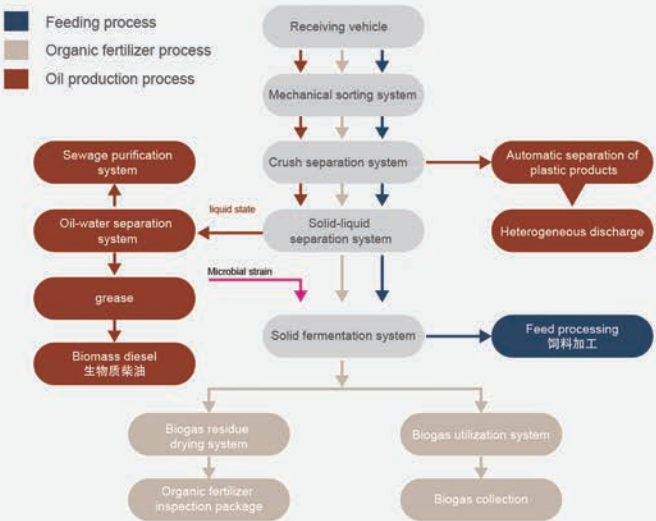 Feeding process
Organic fertilizer process
Oil production process
Receiving vehicle
Mechanical sorting system
Crush separation system
Automatic separation of
plastic products
Heterogeneous discharge
Sewage purification
system
liquid state
Oil-water separation
system
Solid-liquid
separation system
Microbial strain
grease
Solid fermentation system
Feed processing
饲料加工
Biomass diesel
生物质柴油
Biogas residue
drying system
Biogas utilization system
Organic fertilizer
inspection package
Biogas collection